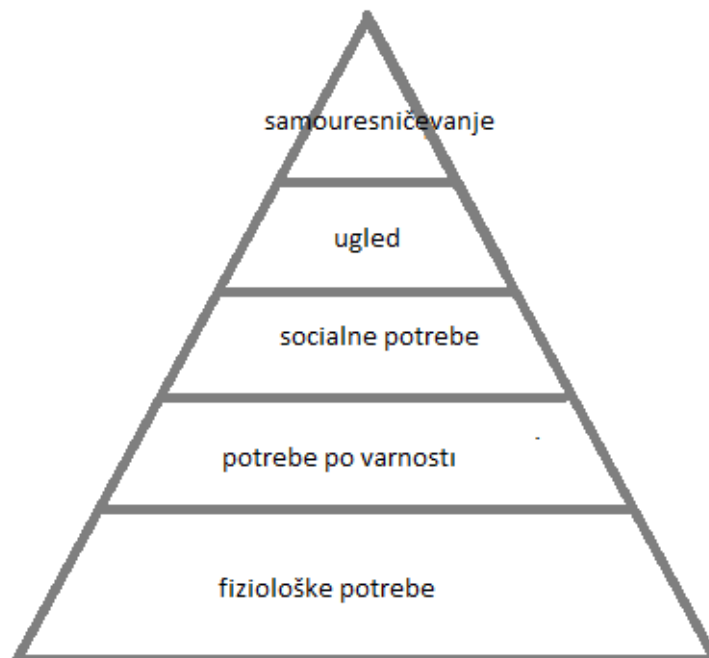 samouresničevanje
ugled
socialne potrebe
potrebe po varnosti
fiziološke potrebe